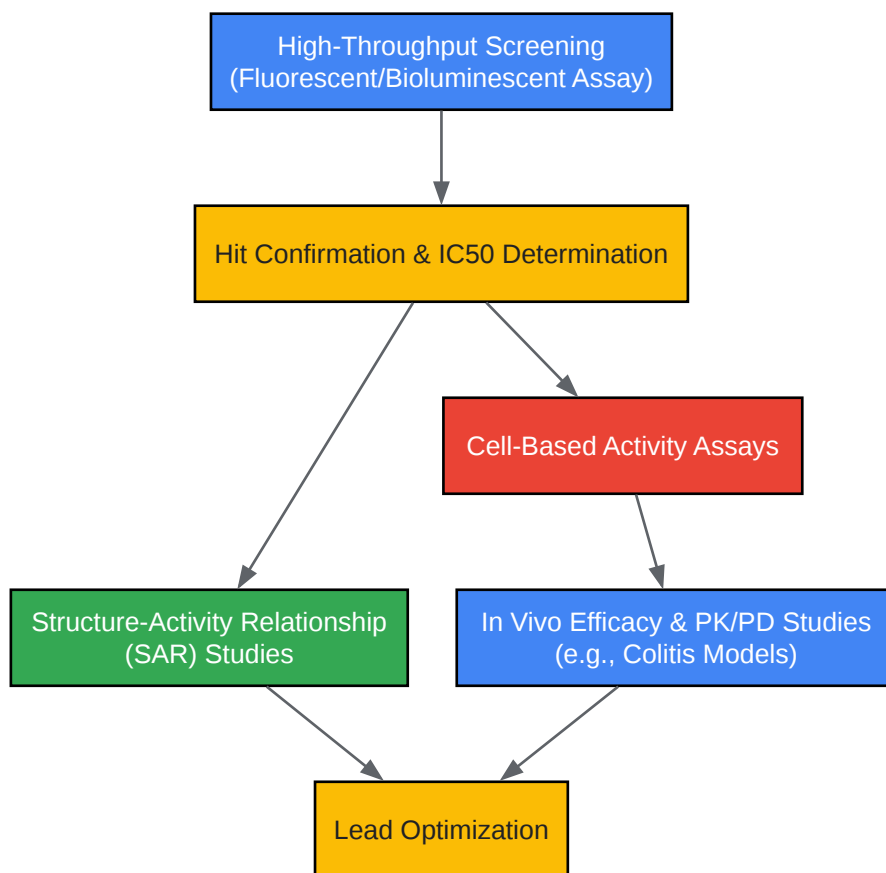 High-Throughput Screening
(Fluorescent/Bioluminescent Assay)
Hit Confirmation & IC50 Determination
Cell-Based Activity Assays
Structure-Activity Relationship
(SAR) Studies
In Vivo Efficacy & PK/PD Studies
(e.g., Colitis Models)
Lead Optimization